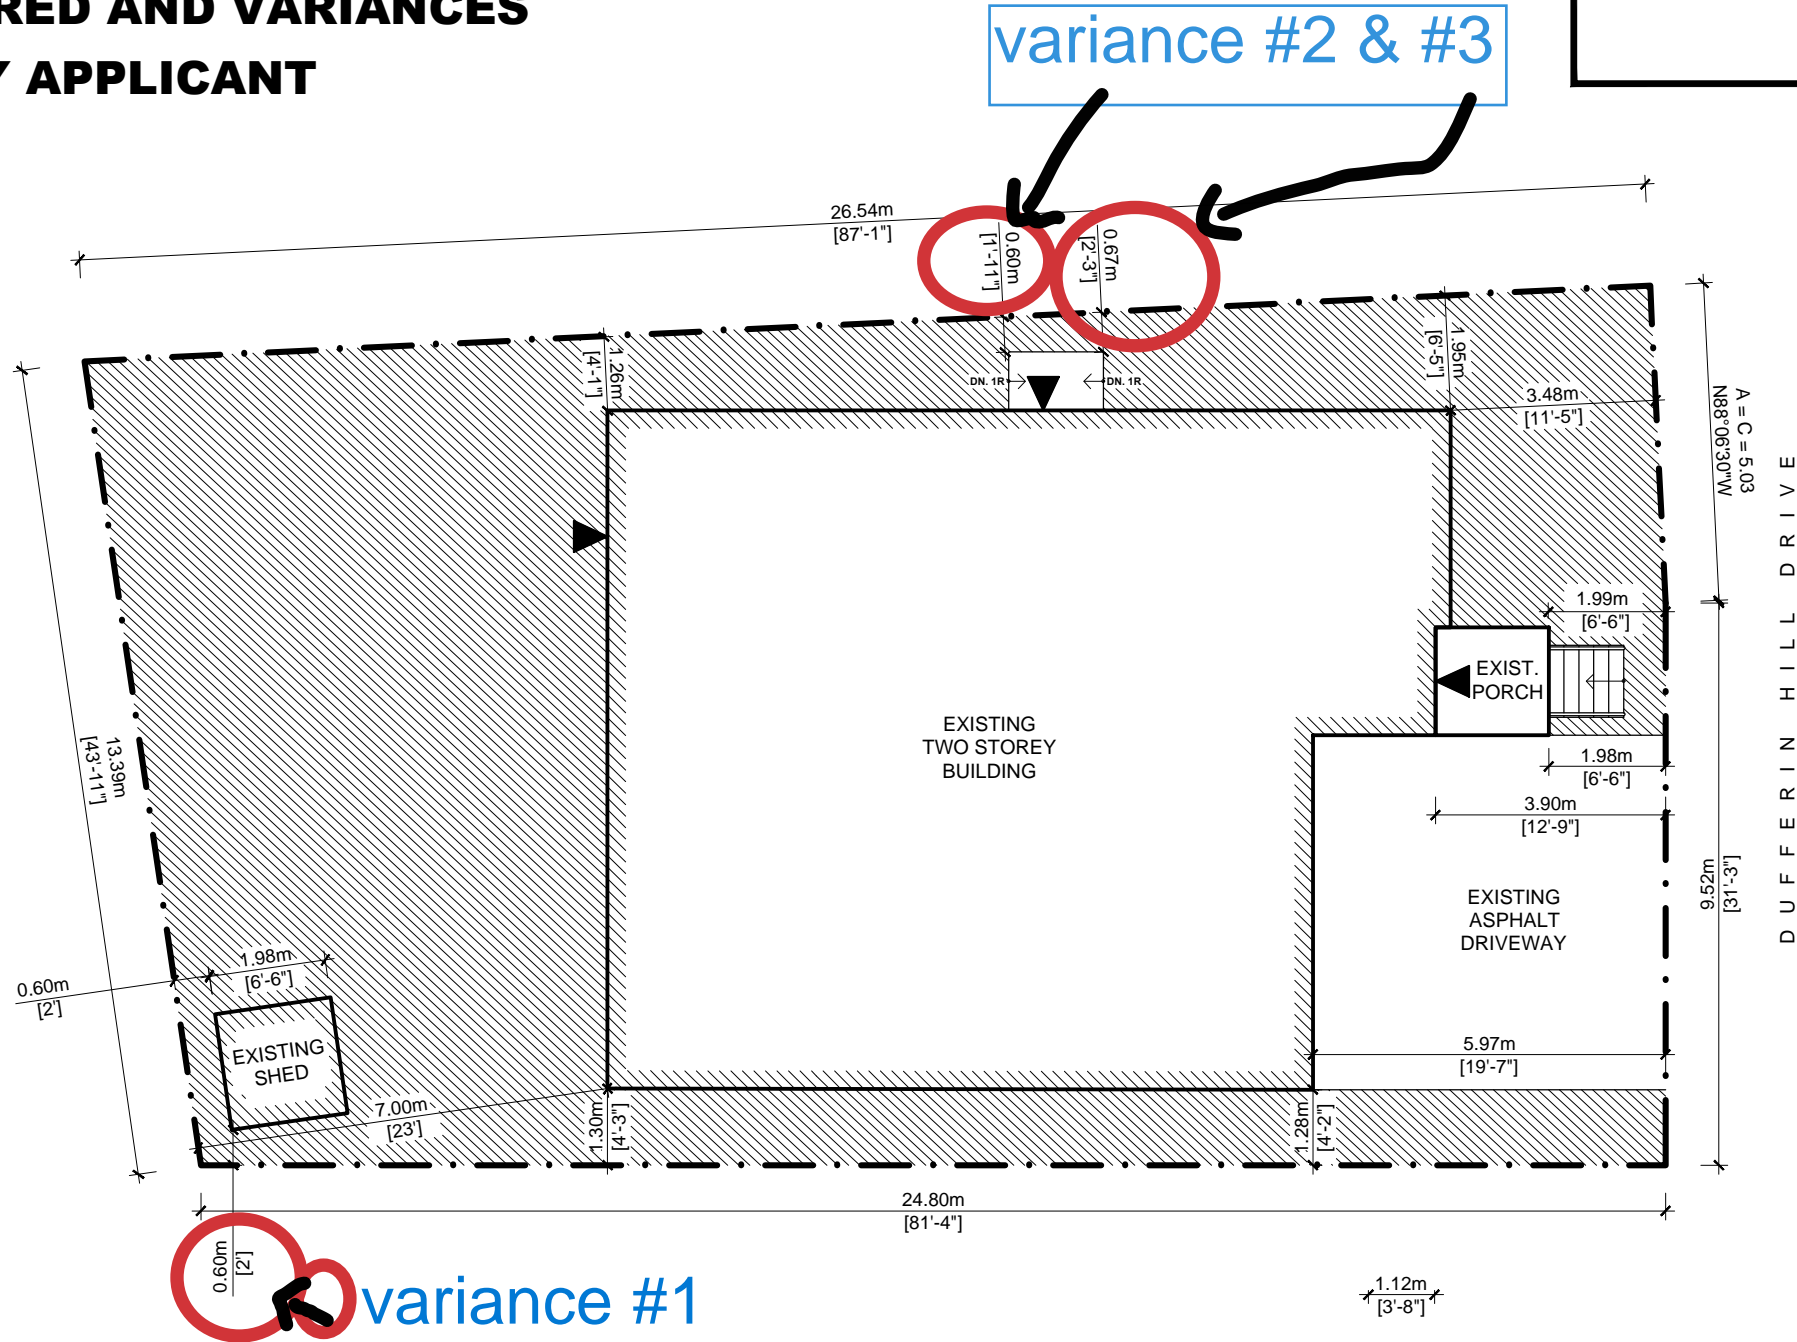 RED AND VARIANCES
Y APPLICANT
variance #2 & #3
26.54m
[87'-1"]
0.60m
[1'-11"]
0.67m
[2'-3"]
1.26m
[4'-1"]
DN. 1R
DN. 1R
1.95m
[6'-5"]
3.48m
[11'-5"]
A = C = 5.03
N88°06'30"W
DUFFERIN HILL DRIVE
1.99m
[6'-6"]
EXIST.
PORCH
EXISTING
TWO STOREY
BUILDING
13.39m
[43'-11"]
1.98m
[6'-6"]
3.90m
[12'-9"]
9.52m
[31'-3"]
EXISTING
ASPHALT
DRIVEWAY
0.60m
[2']
1.98m
[6'-6"]
EXISTING
SHED
7.00m
[23']
1.30m
[4'-3"]
5.97m
[19'-7"]
1.28m
[4'-2"]
24.80m
[81'-4"]
0.60m
[2']
variance #1
1.12m
[3'-8"]